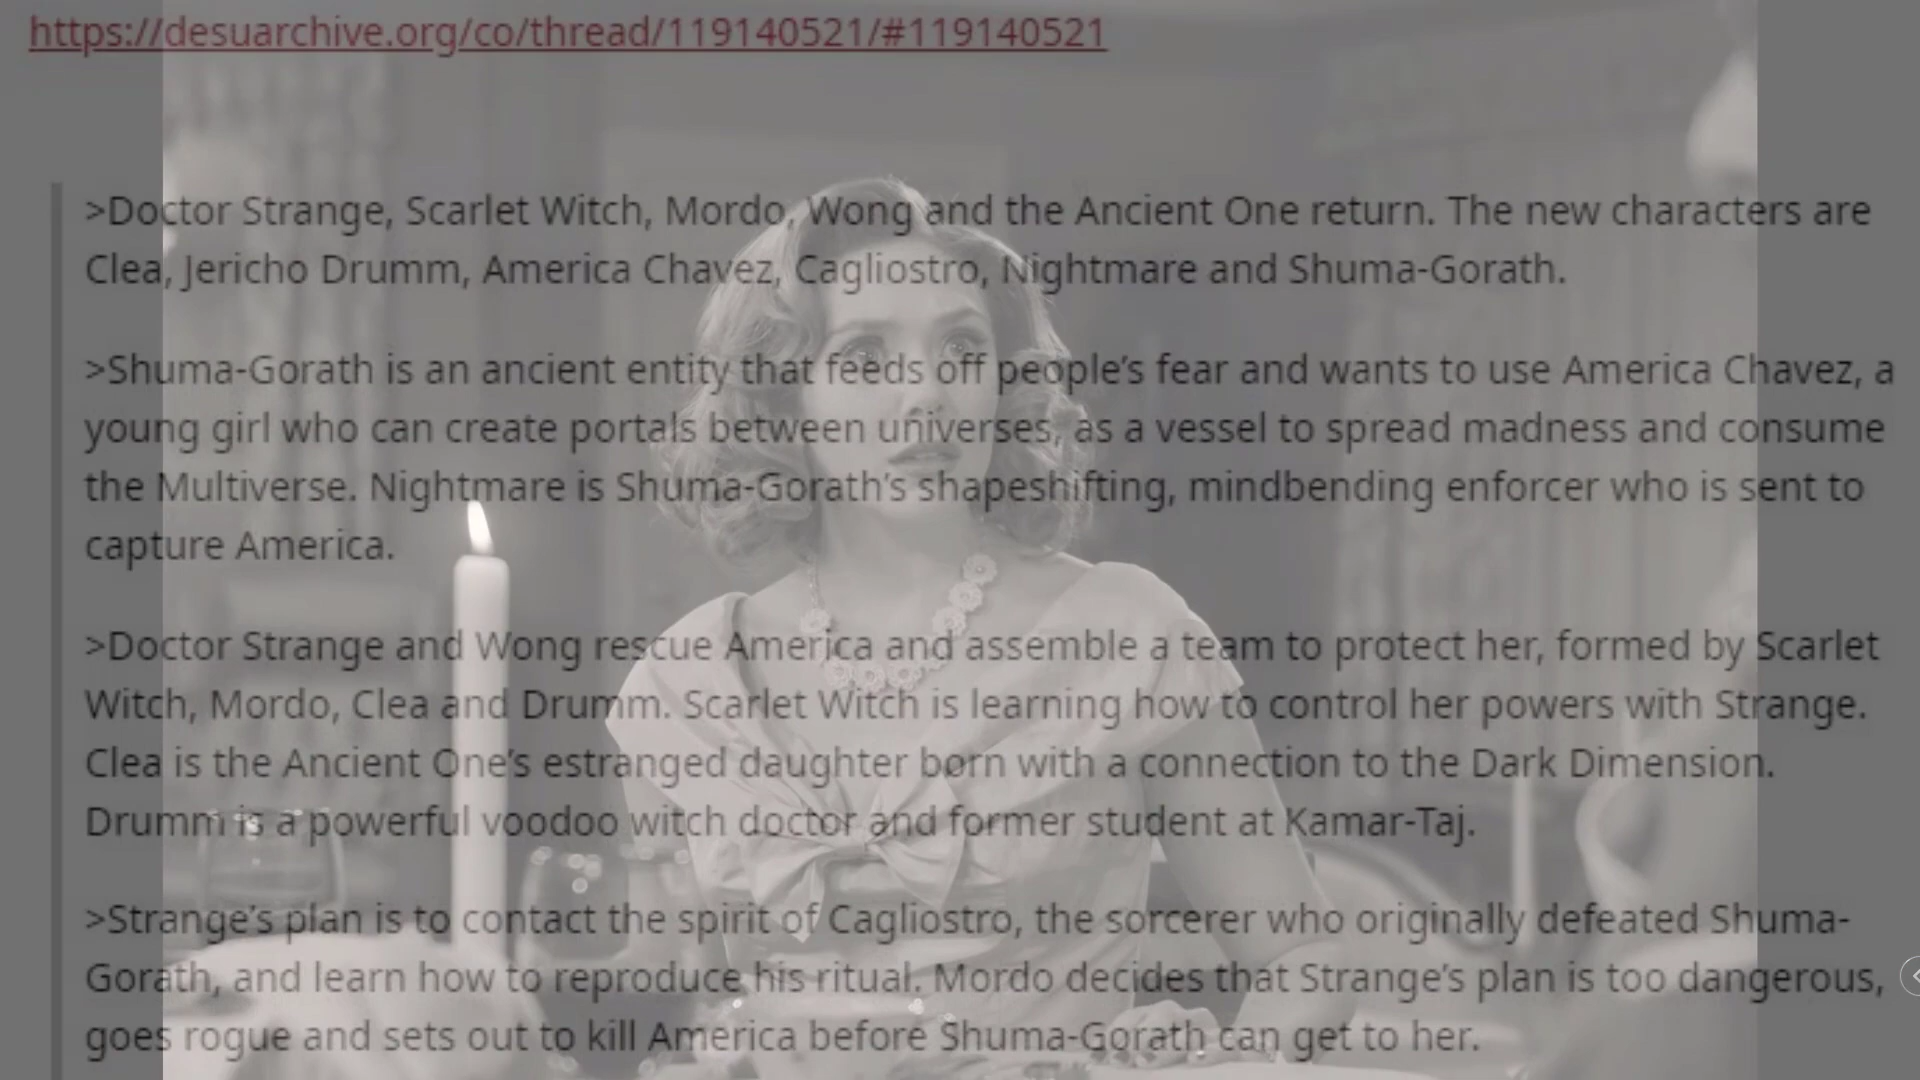 https://desuarchive.org/co/thread/119140521/#119140521
>Doctor Strange, Scarlet Witch, Mordo, Wong and the Ancient One return. The new characters are
Clea, Jericho Drumm, America Chavez, Cagliostro, Nightmare and Shuma-Gorath.
>Shuma-Gorath is an ancient entity that feeds off people’s fear and wants to use America Chavez, a
young girl who can create portals between universes, as a vessel to spread madness and consume
the Multiverse. Nightmare is Shuma-Gorath’s shapeshifting, mindbending enforcer who is sent to
capture America.
>Doctor Strange and Wong rescue America and assemble a team to protect her, formed by Scarlet
Witch, Mordo, Clea and Drumm. Scarlet Witch is learning how to control her powers with Strange.
Clea is the Ancient One’s estranged daughter born with a connection to the Dark Dimension.
Drumm is a powerful voodoo witch doctor and former student at Kamar-Taj.
>Strange’s plan is to contact the spirit of Cagliostro, the sorcerer who originally defeated Shuma-
Gorath, and learn how to reproduce his ritual. Mordo decides that Strange’s plan is too dangerous,
goes rogue and sets out to kill America before Shuma-Gorath can get to her.